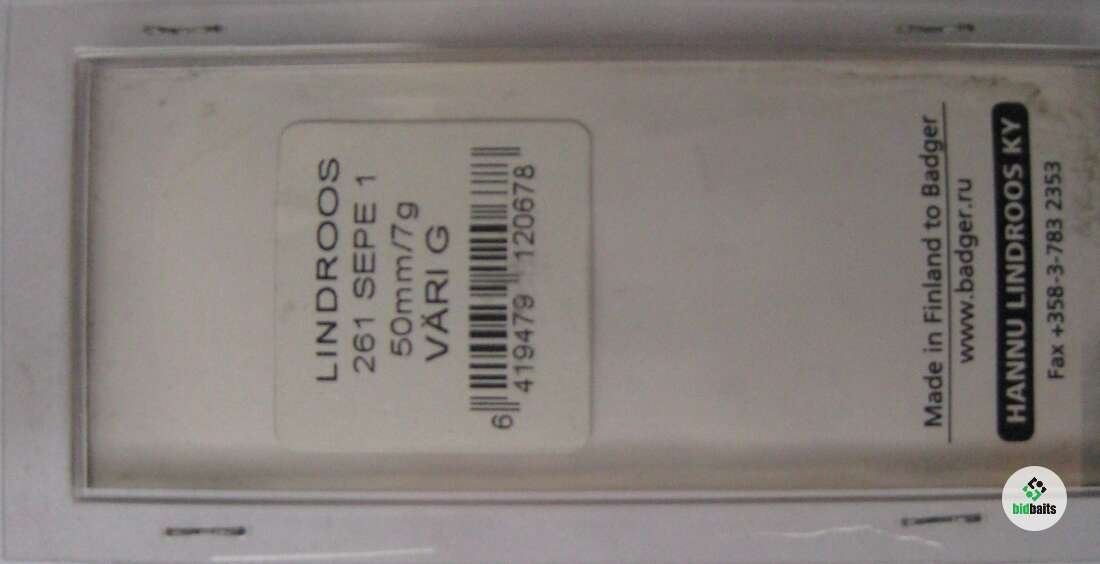 LINDROOS
261 SEPE 1
50mm/7g
VÄRI G
6 419479 120678
Made in Finland to Badger
www.badger.ru
HANNU LINDROOS KY
Fax +358-3-783 2353
bidbaits